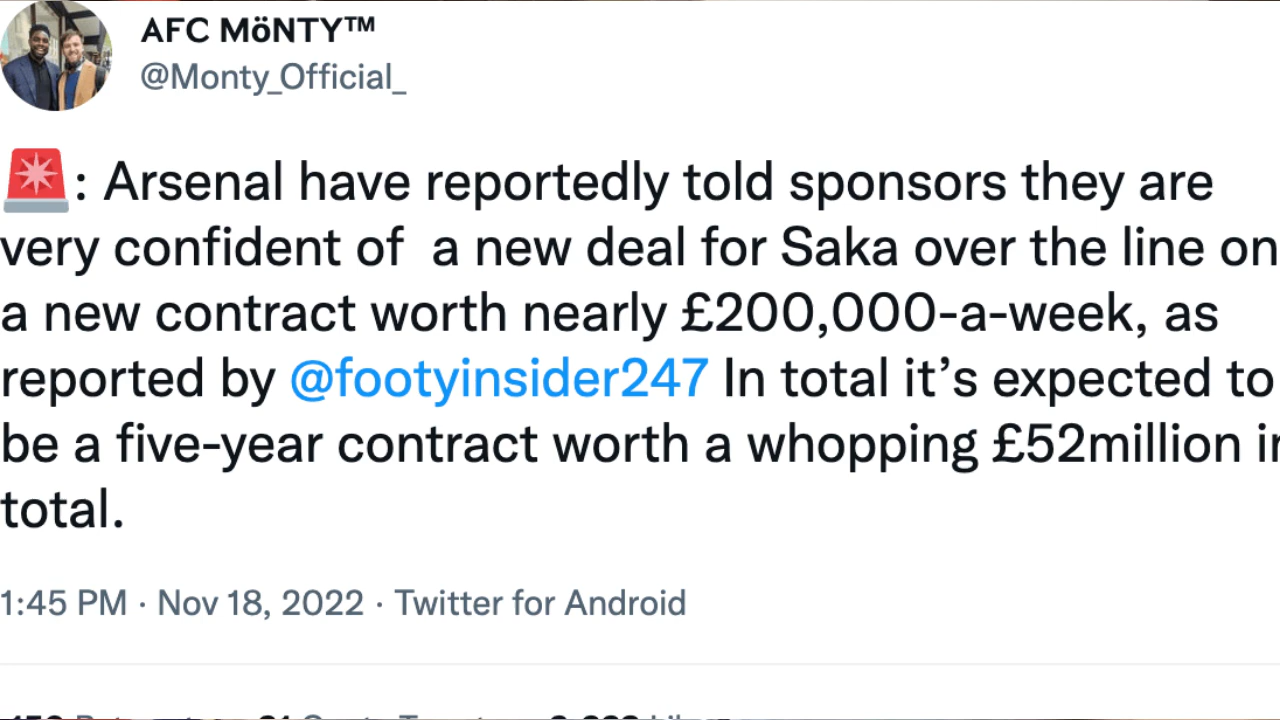 AFC MöNTY™
@Monty_Official_
: Arsenal have reportedly told sponsors they are
very confident of  a new deal for Saka over the line on
a new contract worth nearly £200,000-a-week, as
reported by @footyinsider247 In total it’s expected to
be a five-year contract worth a whopping £52million in
total.
1:45 PM · Nov 18, 2022 · Twitter for Android